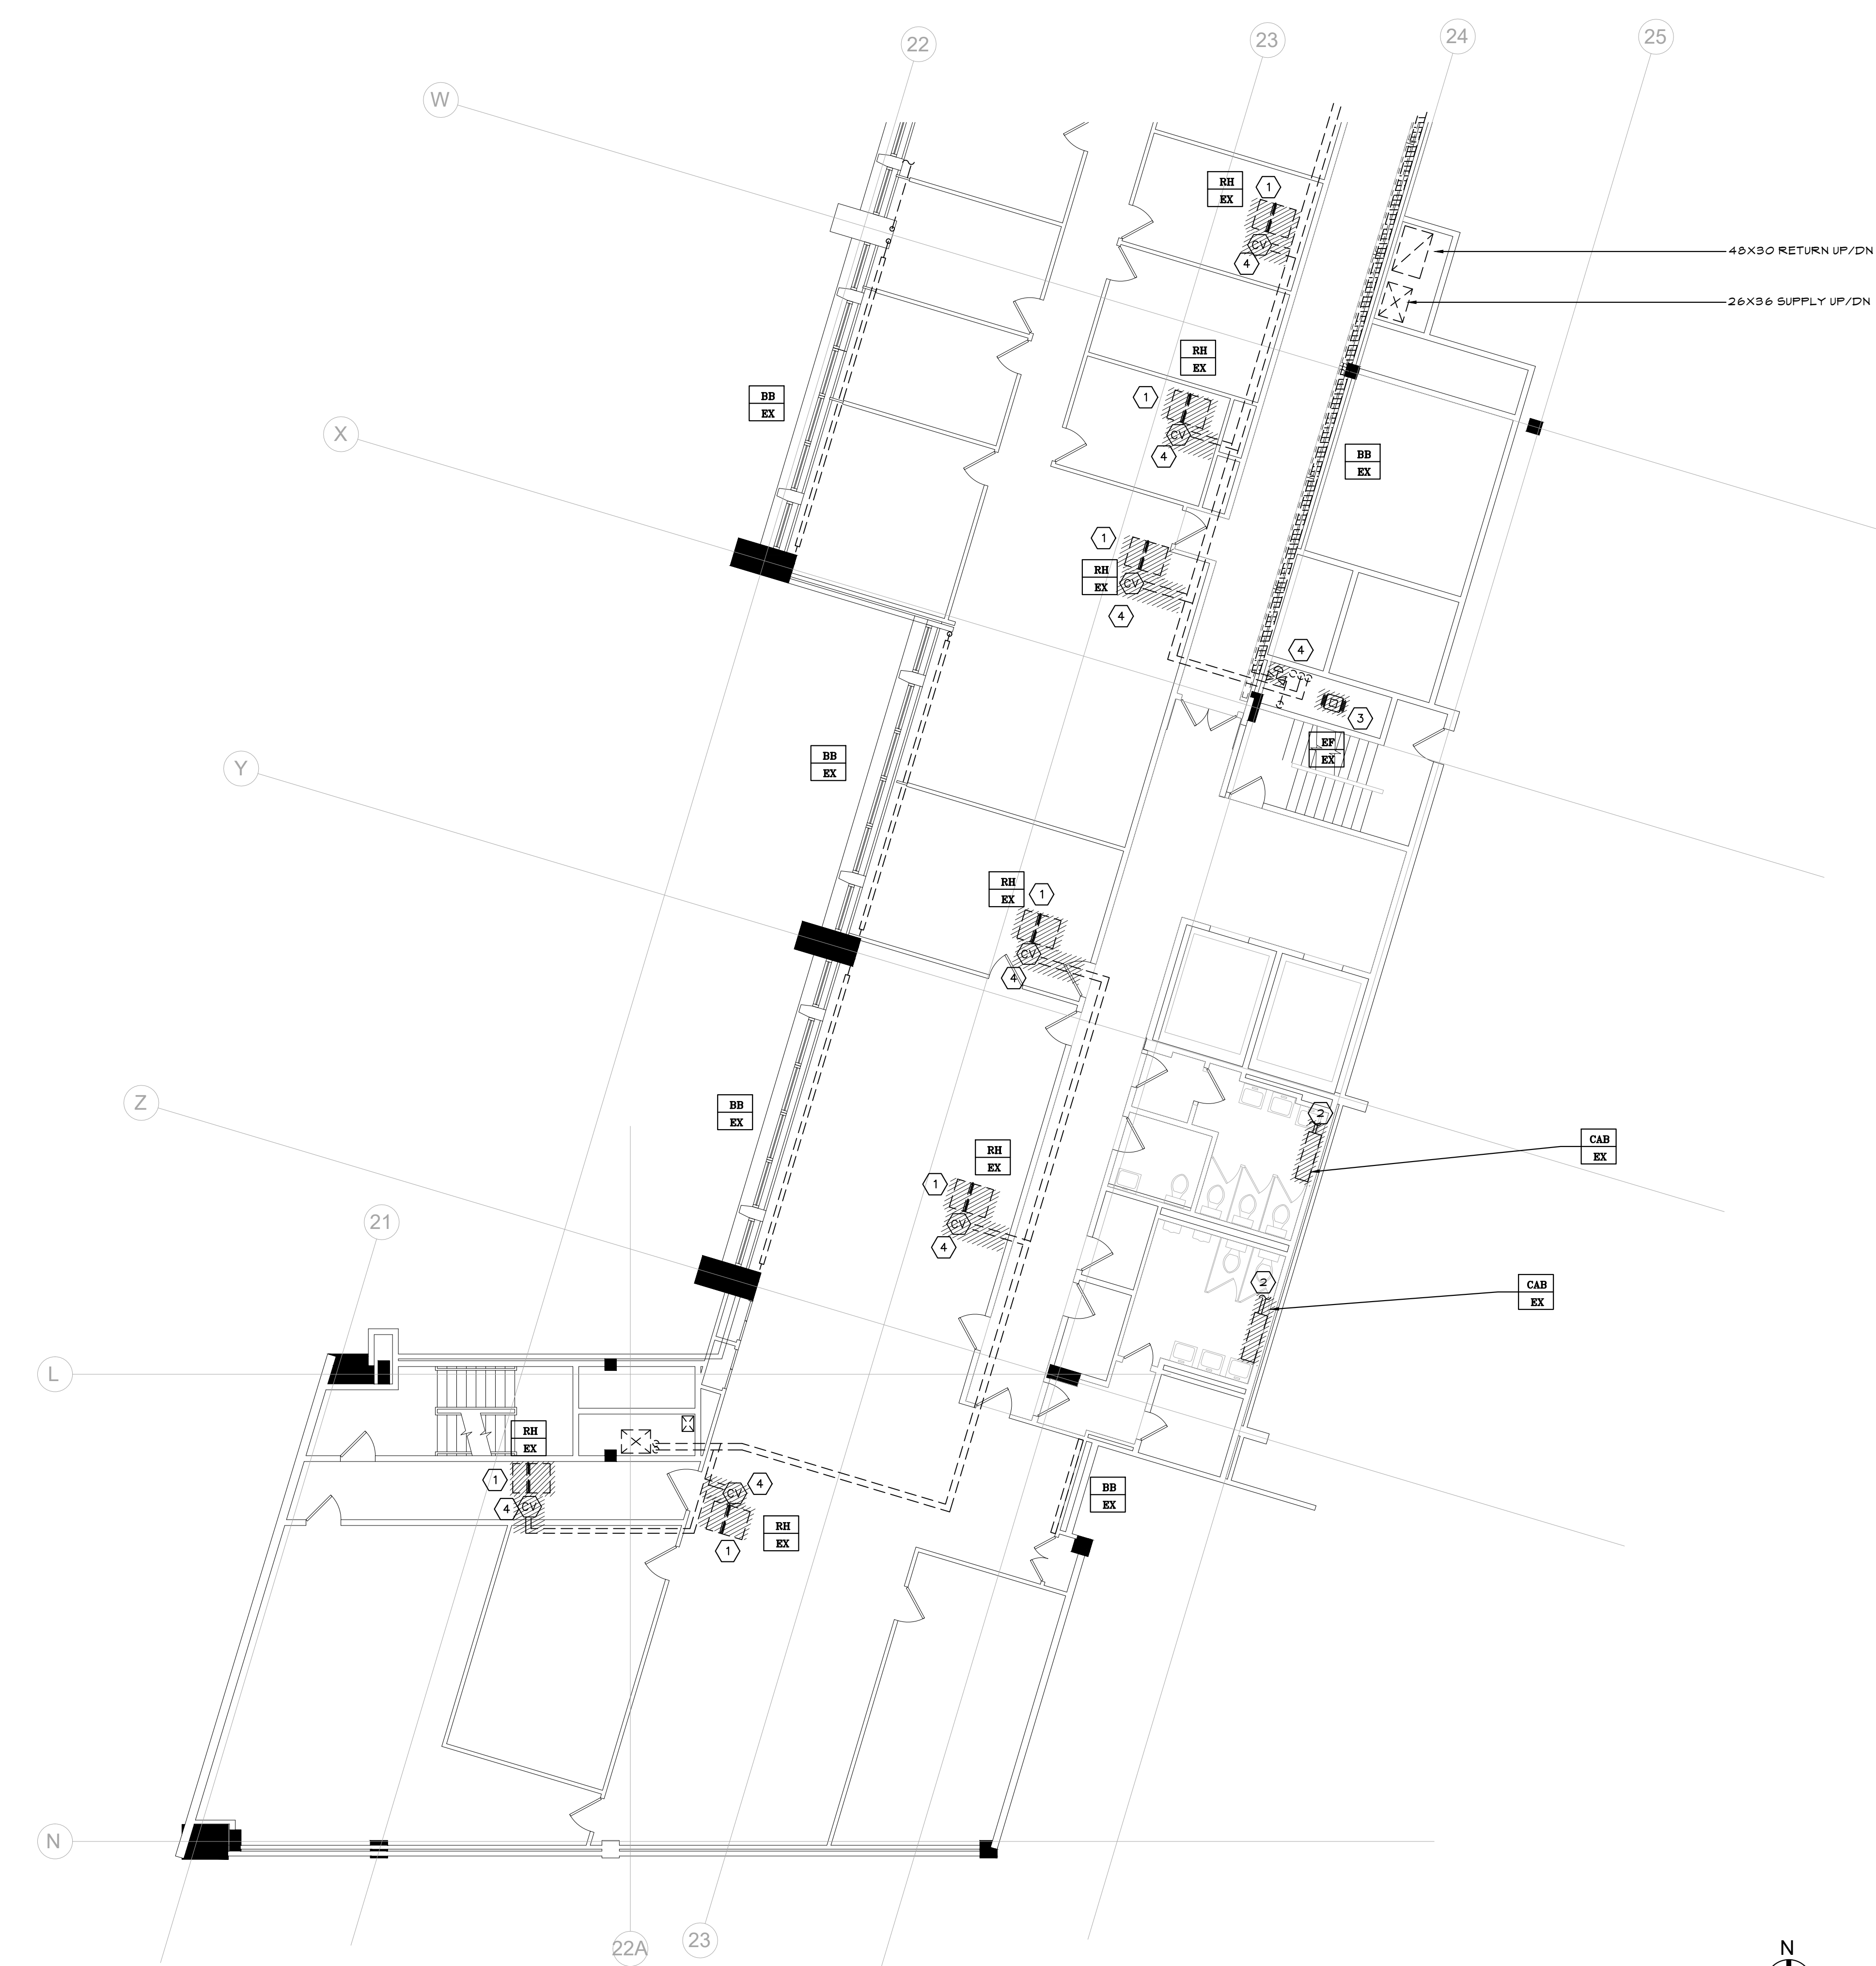 22
23
24
25
W
RH
EX
1
CV
4
48X30 RETURN UP/DN
26X36 SUPPLY UP/DN
RH
EX
1
CV
4
BB
EX
X
BB
EX
1
RH
EX
CV
4
4
3
EF
EX
BB
EX
Y
RH
EX
1
CV
4
BB
EX
Z
2
CAB
EX
RH
EX
1
CV
4
21
2
CAB
EX
L
RH
EX
1
4
CV
CV
4
RH
EX
1
BB
EX
N
22A
23
N